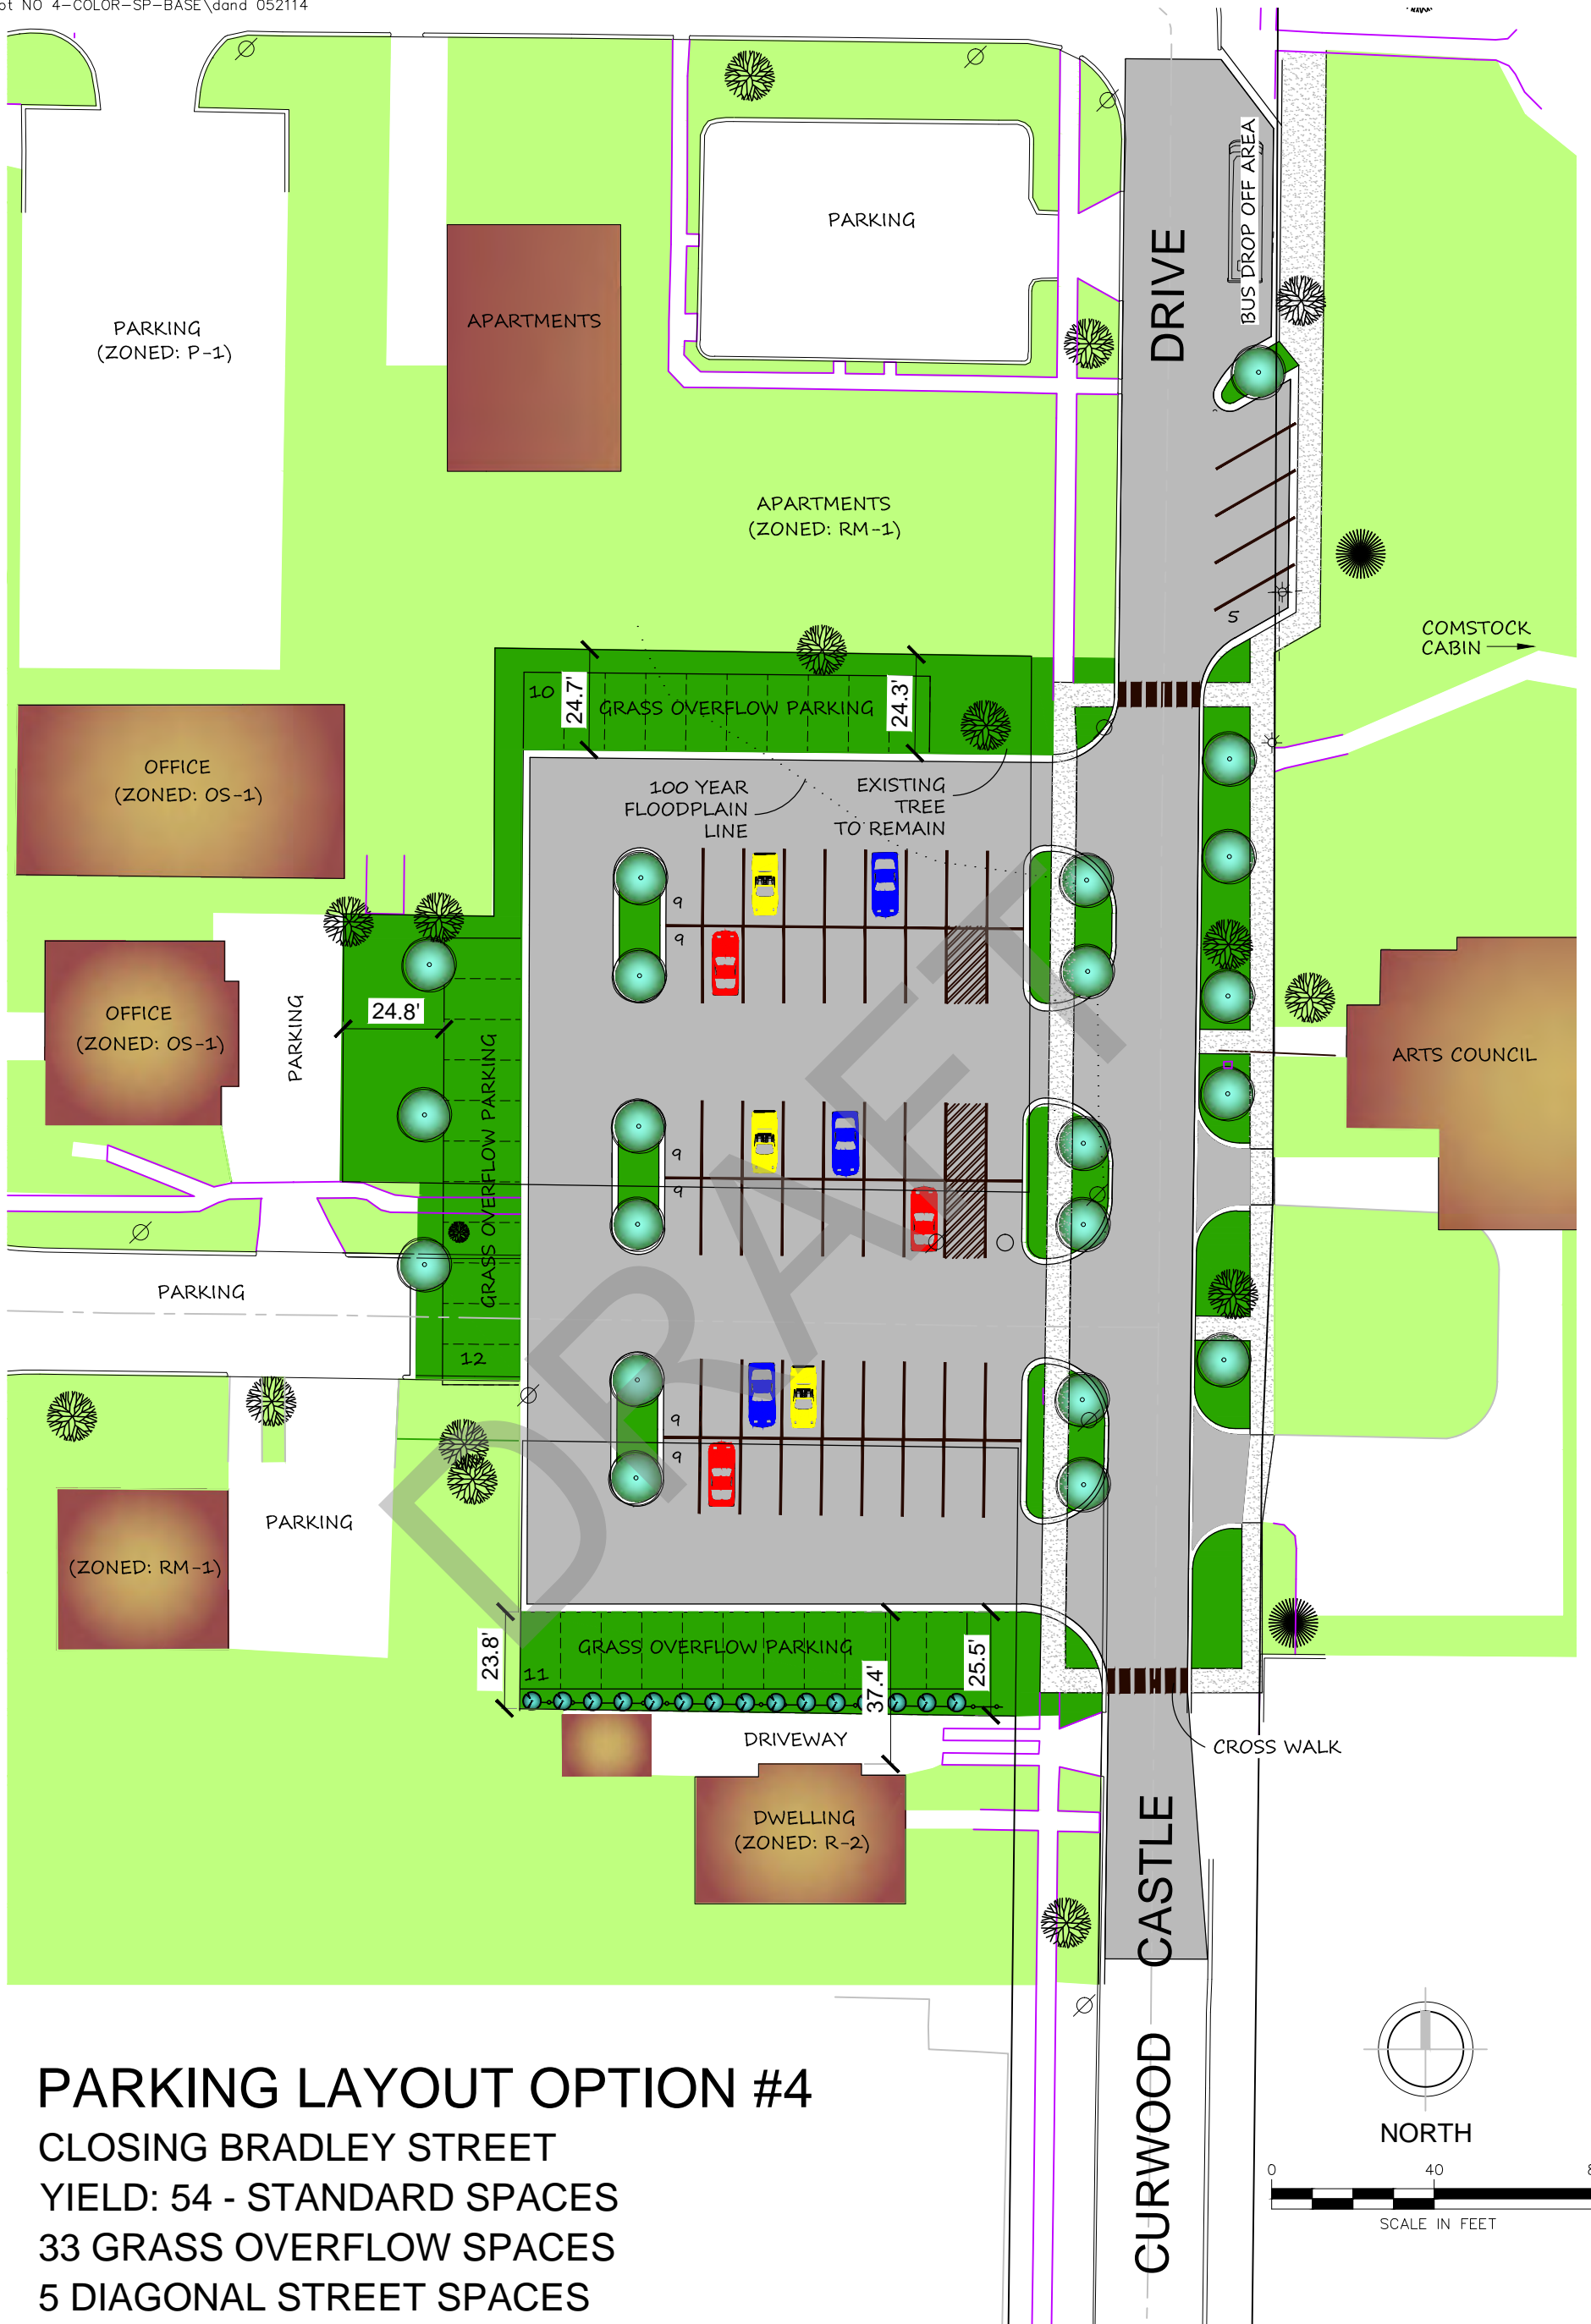 ot NO 4-COLOR-SP-BASE\dand 052114
PARKING
(ZONED: P-1)
APARTMENTS
PARKING
DRIVE
BUS DROP OFF AREA
APARTMENTS
(ZONED: RM-1)
5
COMSTOCK
CABIN
10
24.7'
GRASS OVERFLOW PARKING
24.3'
OFFICE
(ZONED: OS-1)
100 YEAR
FLOODPLAIN
LINE
EXISTING
TREE
TO REMAIN
9
9
OFFICE
(ZONED: OS-1)
PARKING
24.8'
GRASS OVERFLOW PARKING
ARTS COUNCIL
9
9
PARKING
12
9
9
DRAFT
PARKING
(ZONED: RM-1)
23.8'
GRASS OVERFLOW PARKING
11
37.4'
25.5'
DRIVEWAY
CROSS WALK
DWELLING
(ZONED: R-2)
CURWOOD CASTLE
PARKING LAYOUT OPTION #4
CLOSING BRADLEY STREET
YIELD: 54 - STANDARD SPACES
33 GRASS OVERFLOW SPACES
5 DIAGONAL STREET SPACES
NORTH
0 40 8
SCALE IN FEET